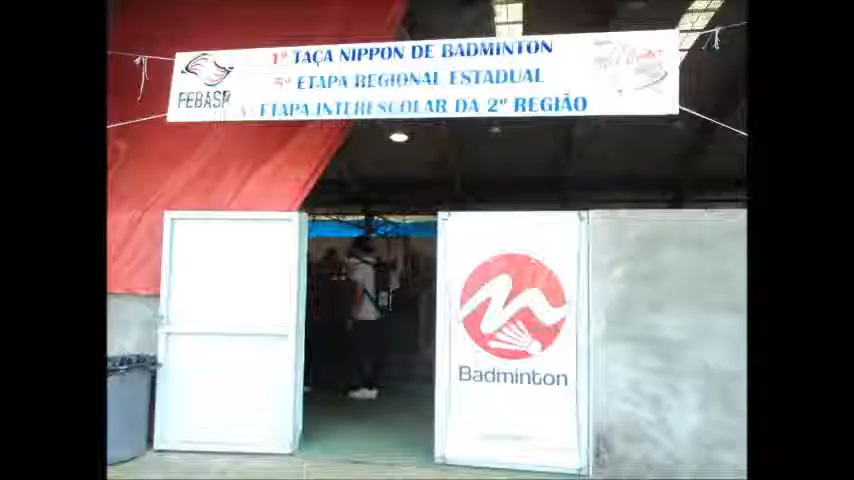 1ª TAÇA NIPPON DE BADMINTON
ETAPA REGIONAL ESTADUAL
ETAPA INTERESCOLAR DA 2ª REGIÃO
FEBASP
Badminton